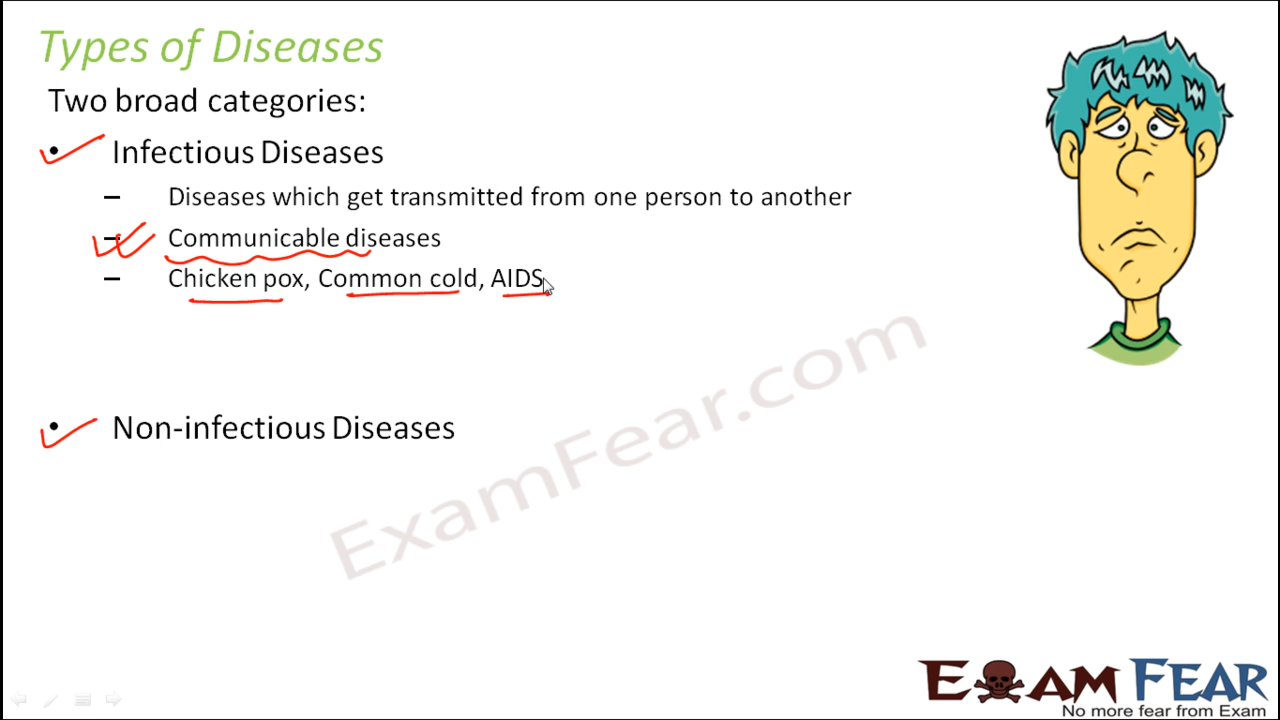 Types of Diseases
Two broad categories:
• Infectious Diseases
– Diseases which get transmitted from one person to another
– Communicable diseases
– Chicken pox, Common cold, AIDS
• Non-infectious Diseases
ExamFear.com
EXAM FEAR
No more fear from Exam